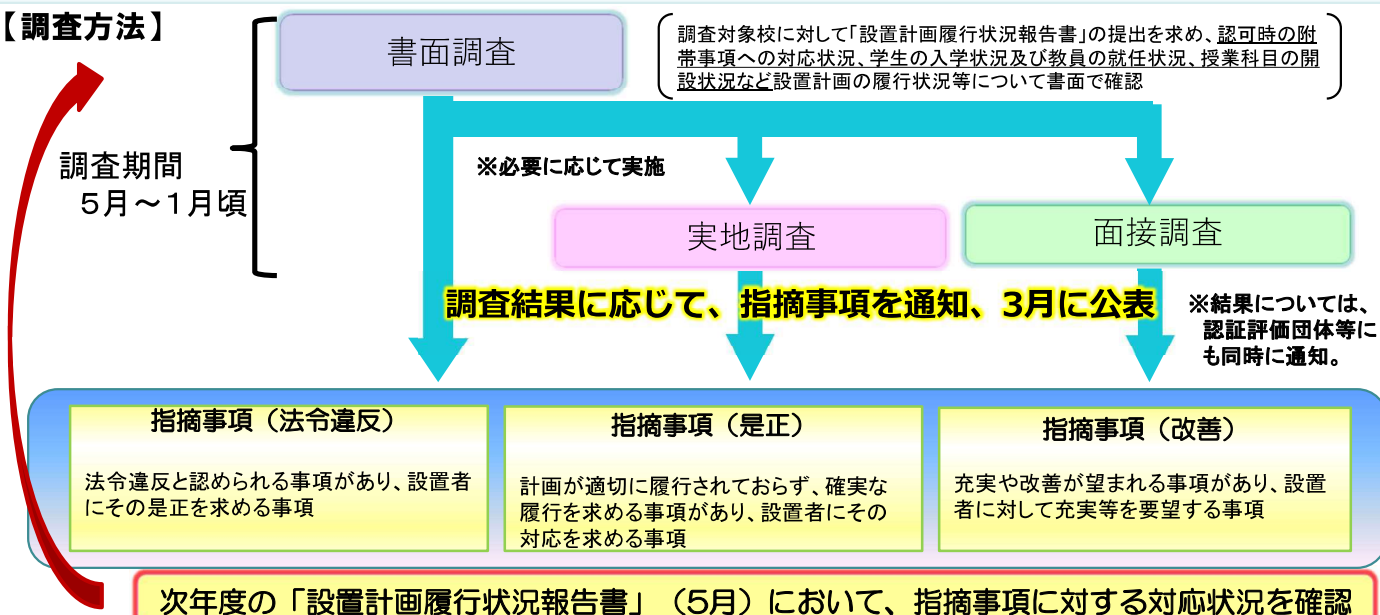 【調査方法】
書面調査
調査対象校に対して「設置計画履行状況報告書」の提出を求め、認可時の附
帯事項への対応状況、学生の入学状況及び教員の就任状況、授業科目の開
設状況など設置計画の履行状況等について書面で確認
調査期間
5月～1月頃
※必要に応じて実施
実地調査
面接調査
調査結果に応じて、指摘事項を通知、3月に公表
※結果については、
認証評価団体等に
も同時に通知。
指摘事項（法令違反）
法令違反と認められる事項があり、設置者
にその是正を求める事項
指摘事項（是正）
計画が適切に履行されておらず、確実な
履行を求める事項があり、設置者にその
対応を求める事項
指摘事項（改善）
充実や改善が望まれる事項があり、設置
者に対して充実等を要望する事項
次年度の「設置計画履行状況報告書」（5月）において、指摘事項に対する対応状況を確認